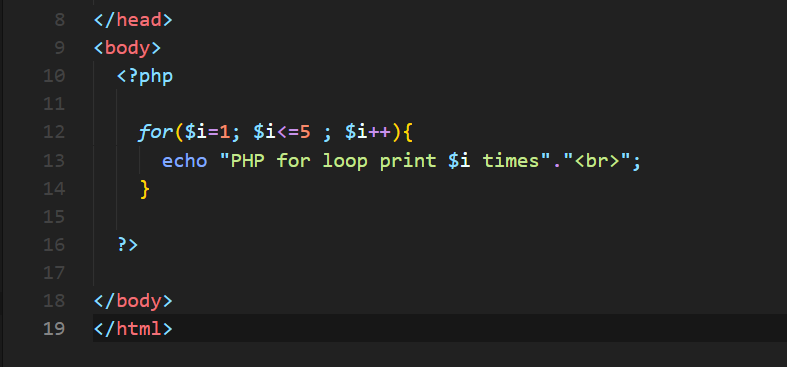 8 </head>
9 <body>
10 <?php
11
12 for($i=1; $i<=5 ; $i++){
13 echo "PHP for loop print $i times"."<br>";
14 }
15
16 ?>
17
18 </body>
19 </html>